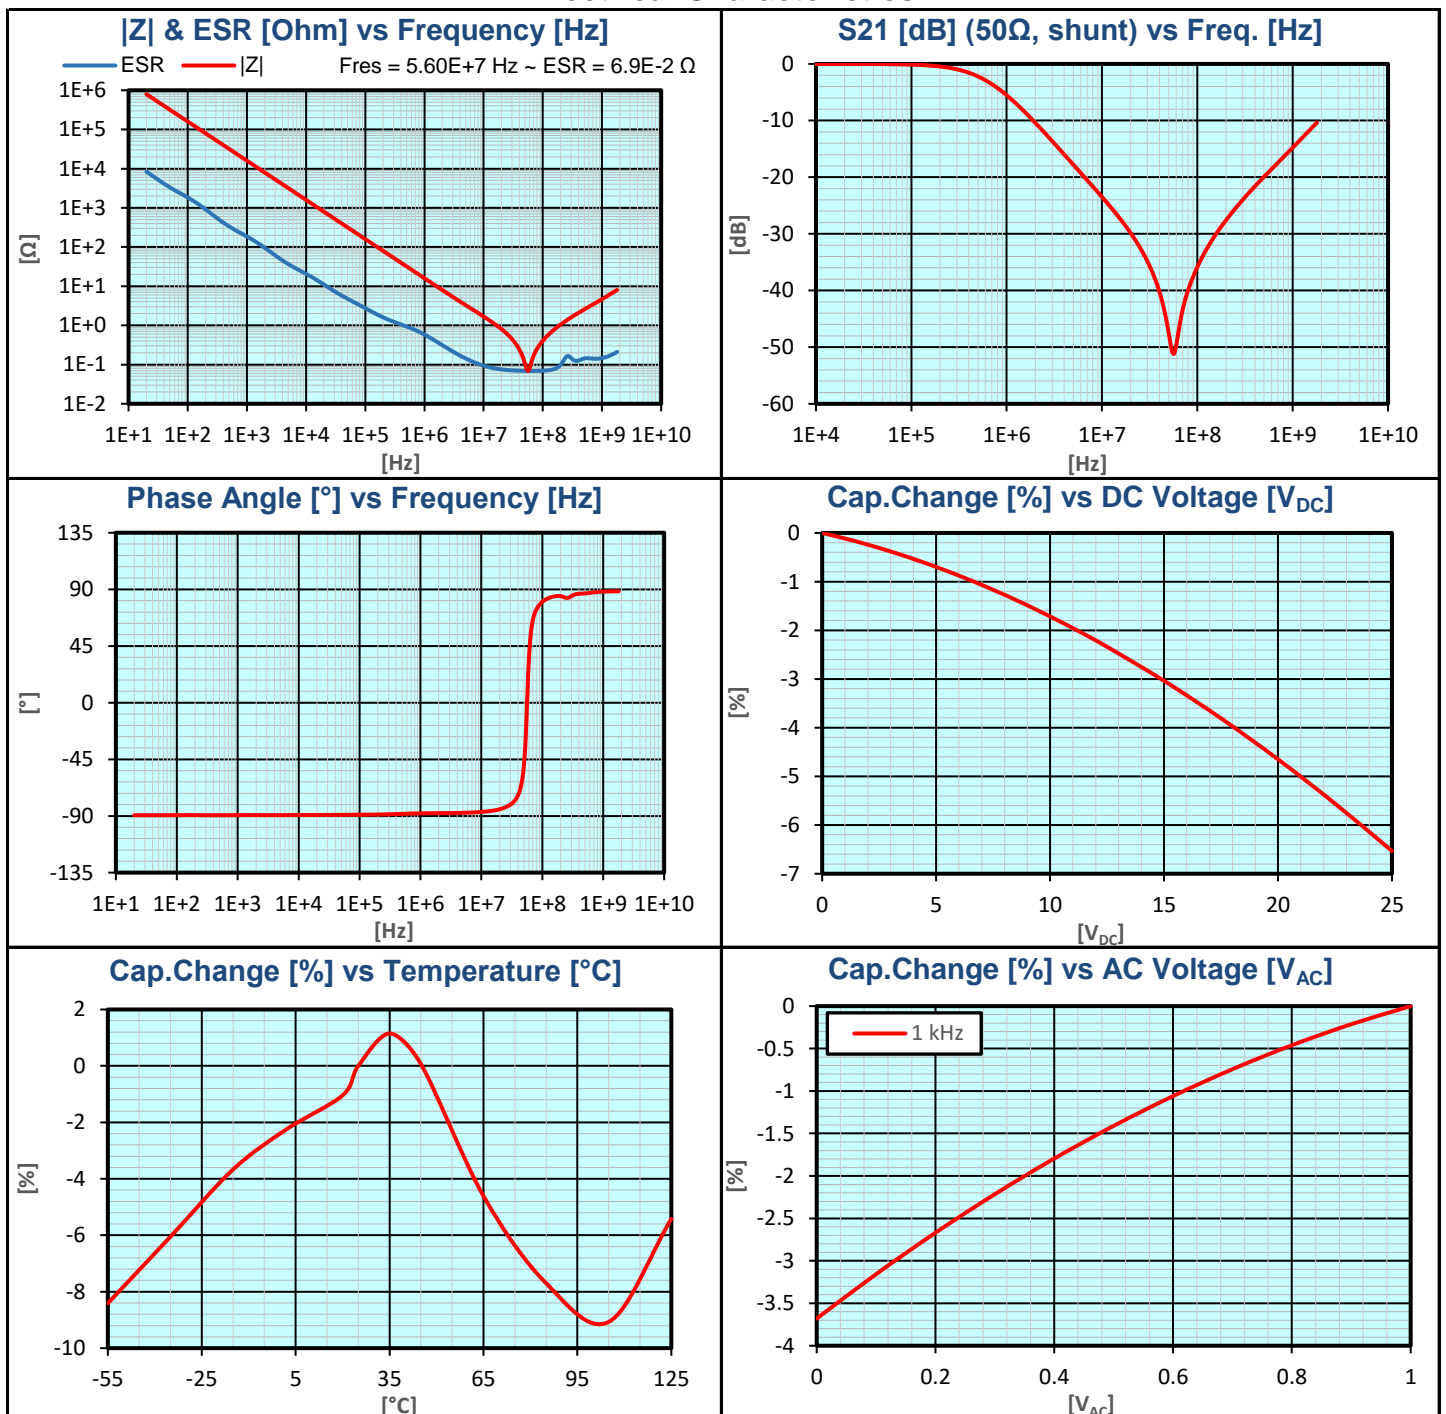 |Z| & ESR [Ohm] vs Frequency [Hz]
ESR |Z| Fres = 5.60E+7 Hz ~ ESR = 6.9E-2 Ω
1E+6
1E+5
1E+4
1E+3
1E+2
1E+1
1E+0
1E-1
1E-2
[Ω]
1E+1 1E+2 1E+3 1E+4 1E+5 1E+6 1E+7 1E+8 1E+9 1E+10
[Hz]
S21 [dB] (50Ω, shunt) vs Freq. [Hz]
0
-10
-20
-30
-40
-50
-60
[dB]
1E+4 1E+5 1E+6 1E+7 1E+8 1E+9 1E+10
[Hz]
Phase Angle [°] vs Frequency [Hz]
135
90
45
0
-45
-90
-135
[°]
1E+1 1E+2 1E+3 1E+4 1E+5 1E+6 1E+7 1E+8 1E+9 1E+10
[Hz]
Cap.Change [%] vs DC Voltage [VDC]
0
-1
-2
-3
-4
-5
-6
-7
[%]
0 5 10 15 20 25
[VDC]
Cap.Change [%] vs Temperature [°C]
2
0
-2
-4
-6
-8
-10
[%]
-55 -25 5 35 65 95 125
[°C]
Cap.Change [%] vs AC Voltage [VAC]
1 kHz
0
-0.5
-1
-1.5
-2
-2.5
-3
-3.5
-4
[%]
0 0.2 0.4 0.6 0.8 1
[VAC]